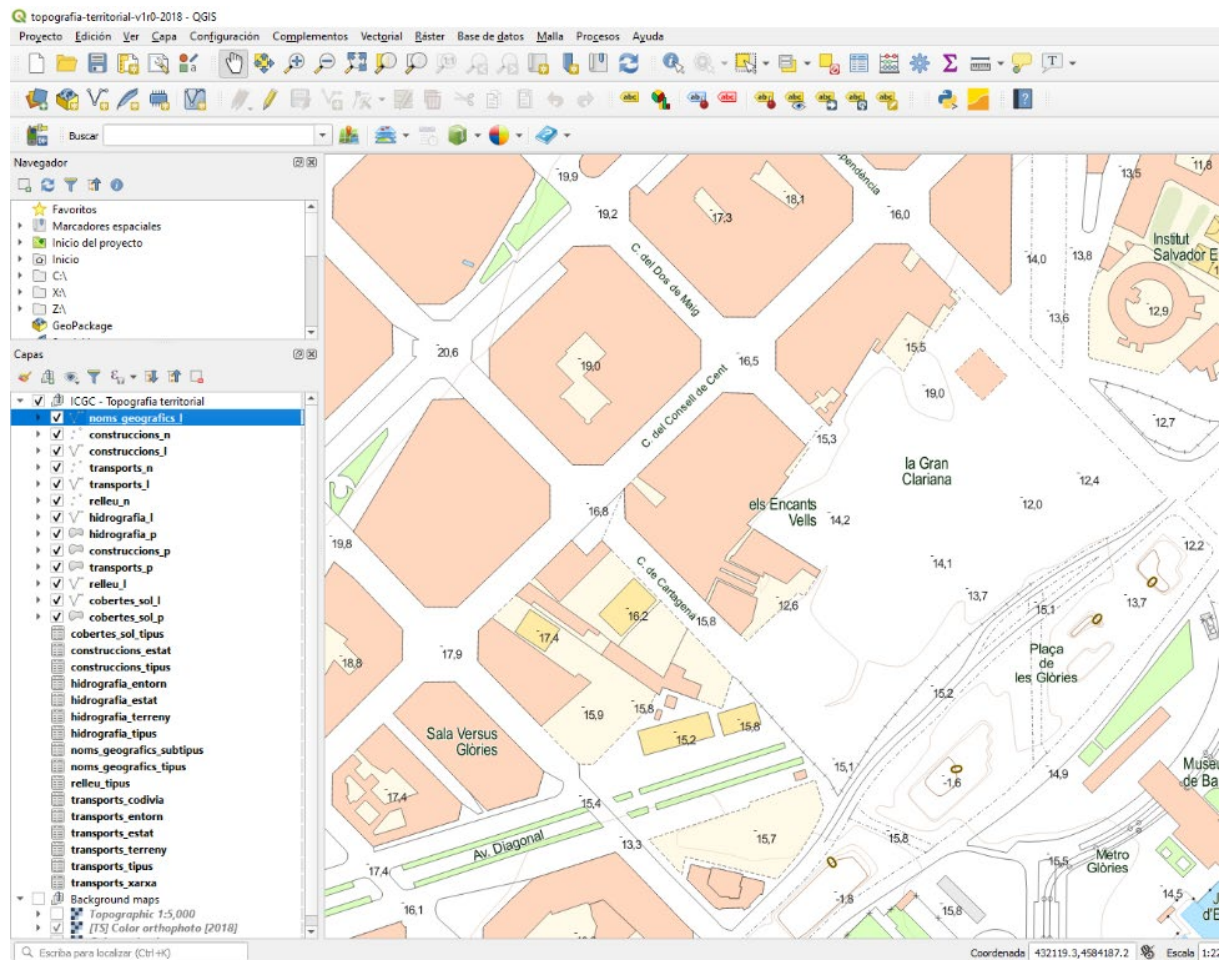 topografia-territorial-v1r0-2018 - QGIS
Proyecto Edición Ver Capa Configuración Complementos Vectorial Ráster Base de datos Malla Procesos Ayuda
Buscar
Navegador
Favoritos
Marcadores espaciales
Inicio del proyecto
Inicio
C:\
X:\
Z:\
GeoPackage
Capas
ICGC - Topografia territorial
noms_geografics_l
construccions_n
construccions_l
transports_n
transports_l
relleu_n
hidrografia_l
hidrografia_p
construccions_p
transports_p
relleu_l
cobertes_sol_l
cobertes_sol_p
cobertes_sol_tipus
construccions_estat
construccions_tipus
hidrografia_entorn
hidrografia_estat
hidrografia_terreny
hidrografia_tipus
noms_geografics_subtipus
noms_geografics_tipus
relleu_tipus
transports_codivia
transports_entorn
transports_estat
transports_terreny
transports_tipus
transports_xarxa
Background maps
Topographic 1:5,000
[TS] Color orthophoto [2018]
19,9
19,2
17,3
18,1
16,0
13,5
11,8
Institut
Salvador E
14,0
13,8
C. del Dos de Maig
13,6
12,9
20,6
19,0
16,5
15,5
19,0
C. del Consell de Cent
12,7
15,3
la Gran
Clariana
12,4
els Encants
Vells
14,2
12,0
16,8
19,8
14,1
12,2
C. de Cartagena
13,7
13,7
16,2
15,8
12,6
15,1
17,4
18,8
17,9
Plaça
de
les Glòries
15,2
15,9
15,8
15,8
15,2
Sala Versus
Glòries
15,1
14,9
Museu
de Ba
-1,6
17,4
15,4
Av. Diagonal
13,3
15,7
15,8
Metro
Glòries
15,5
17,4
16,1
-1,8
15,8
14,5
J
d'E
Escriba para localizar (Ctrl+K)
Coordenada 432119.3,4584187.2 Escala 1:22